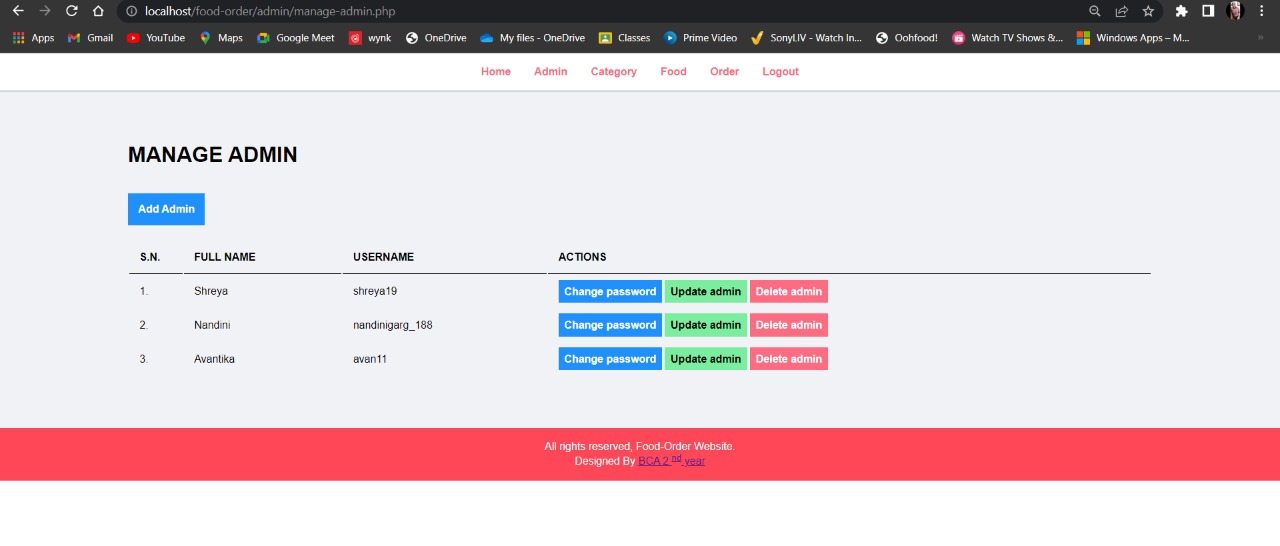 localhost/food-order/admin/manage-admin.php
Apps Gmail YouTube Maps Google Meet wynk OneDrive My files - OneDrive Classes Prime Video SonyLIV - Watch In... Oohfood! Watch TV Shows &... Windows Apps – M... »
Home Admin Category Food Order Logout
MANAGE ADMIN
Add Admin
S.N. FULL NAME USERNAME ACTIONS
1. Shreya shreya19 Change password Update admin Delete admin
2. Nandini nandinigarg_188 Change password Update admin Delete admin
3. Avantika avan11 Change password Update admin Delete admin
All rights reserved, Food-Order Website.
Designed By BCA 2 nd year